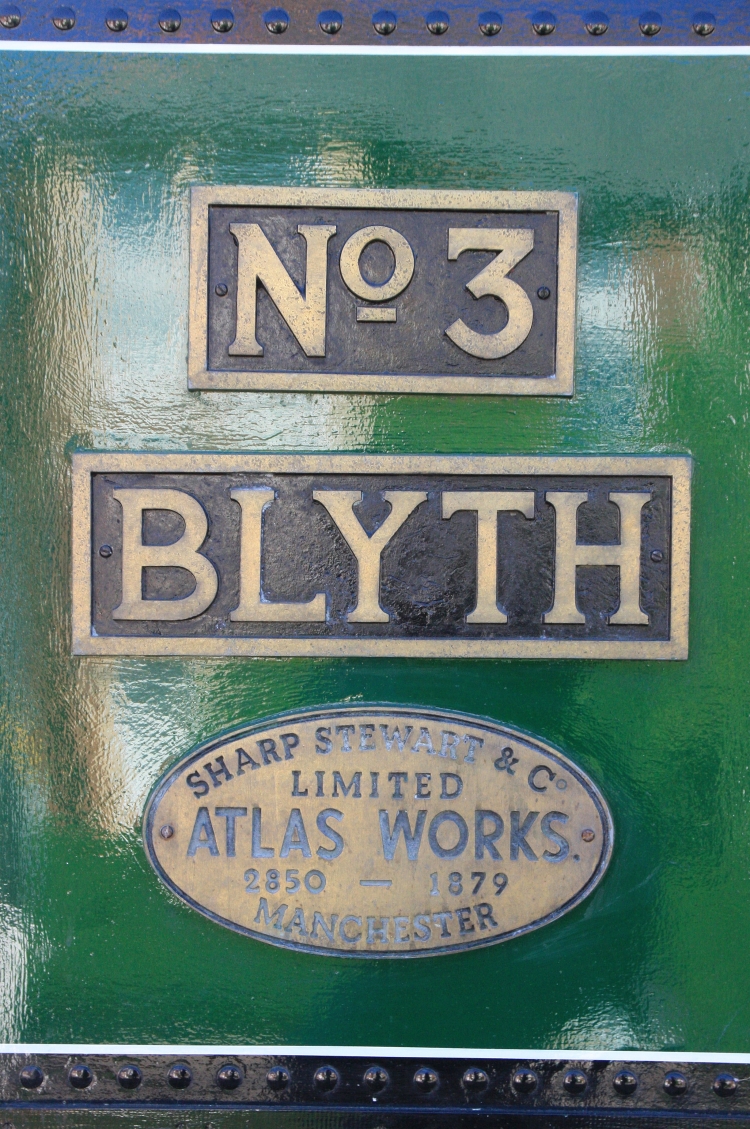 Nº 3
BLYTH
SHARP STEWART & Cº
LIMITED
ATLAS WORKS.
2850 — 1879
MANCHESTER